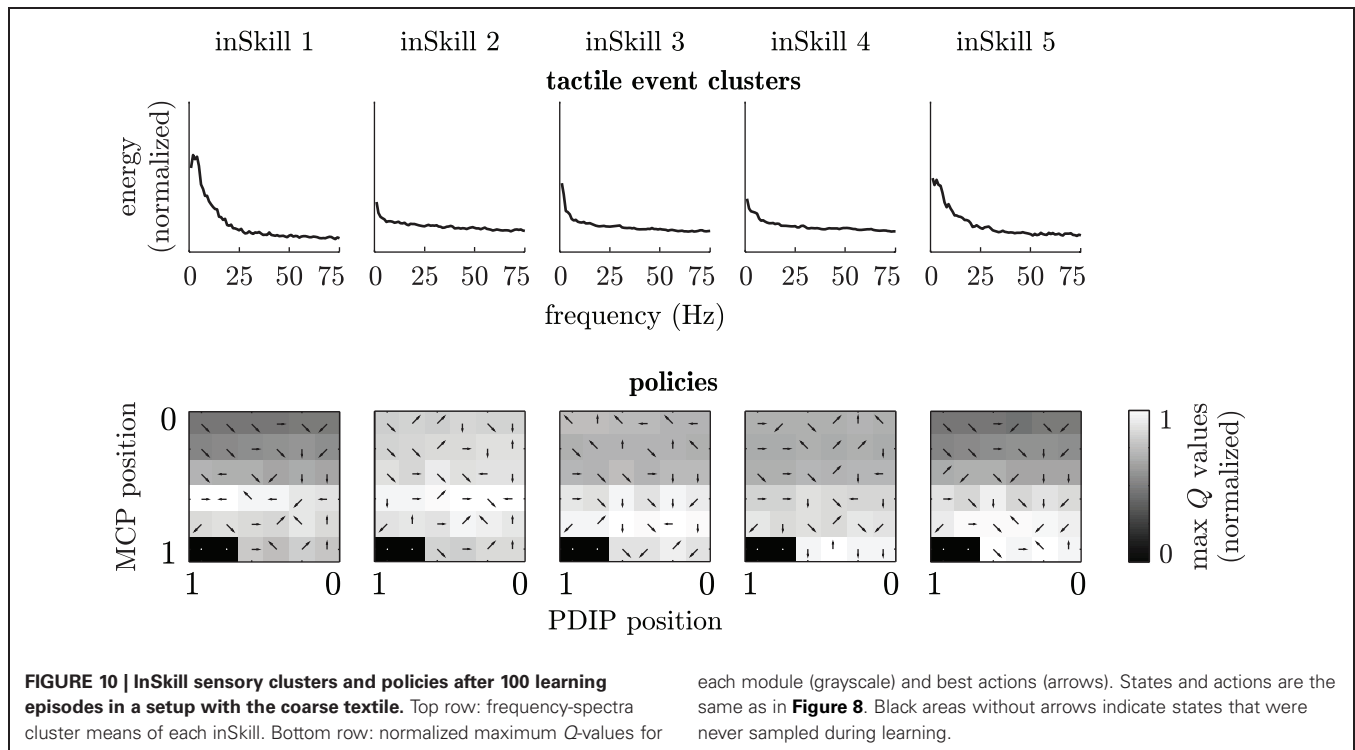 inSkill 1 inSkill 2 inSkill 3 inSkill 4 inSkill 5
tactile event clusters
energy
(normalized)
0 25 50 75 0 25 50 75 0 25 50 75 0 25 50 75 0 25 50 75
frequency (Hz)
policies
MCP position
0
1
1 0 1 0 1 0 1 0 1 0
PDIP position
1
0
max Q values
(normalized)
FIGURE 10 | InSkill sensory clusters and policies after 100 learning
episodes in a setup with the coarse textile. Top row: frequency-spectra
cluster means of each inSkill. Bottom row: normalized maximum Q-values for
each module (grayscale) and best actions (arrows). States and actions are the
same as in Figure 8. Black areas without arrows indicate states that were
never sampled during learning.